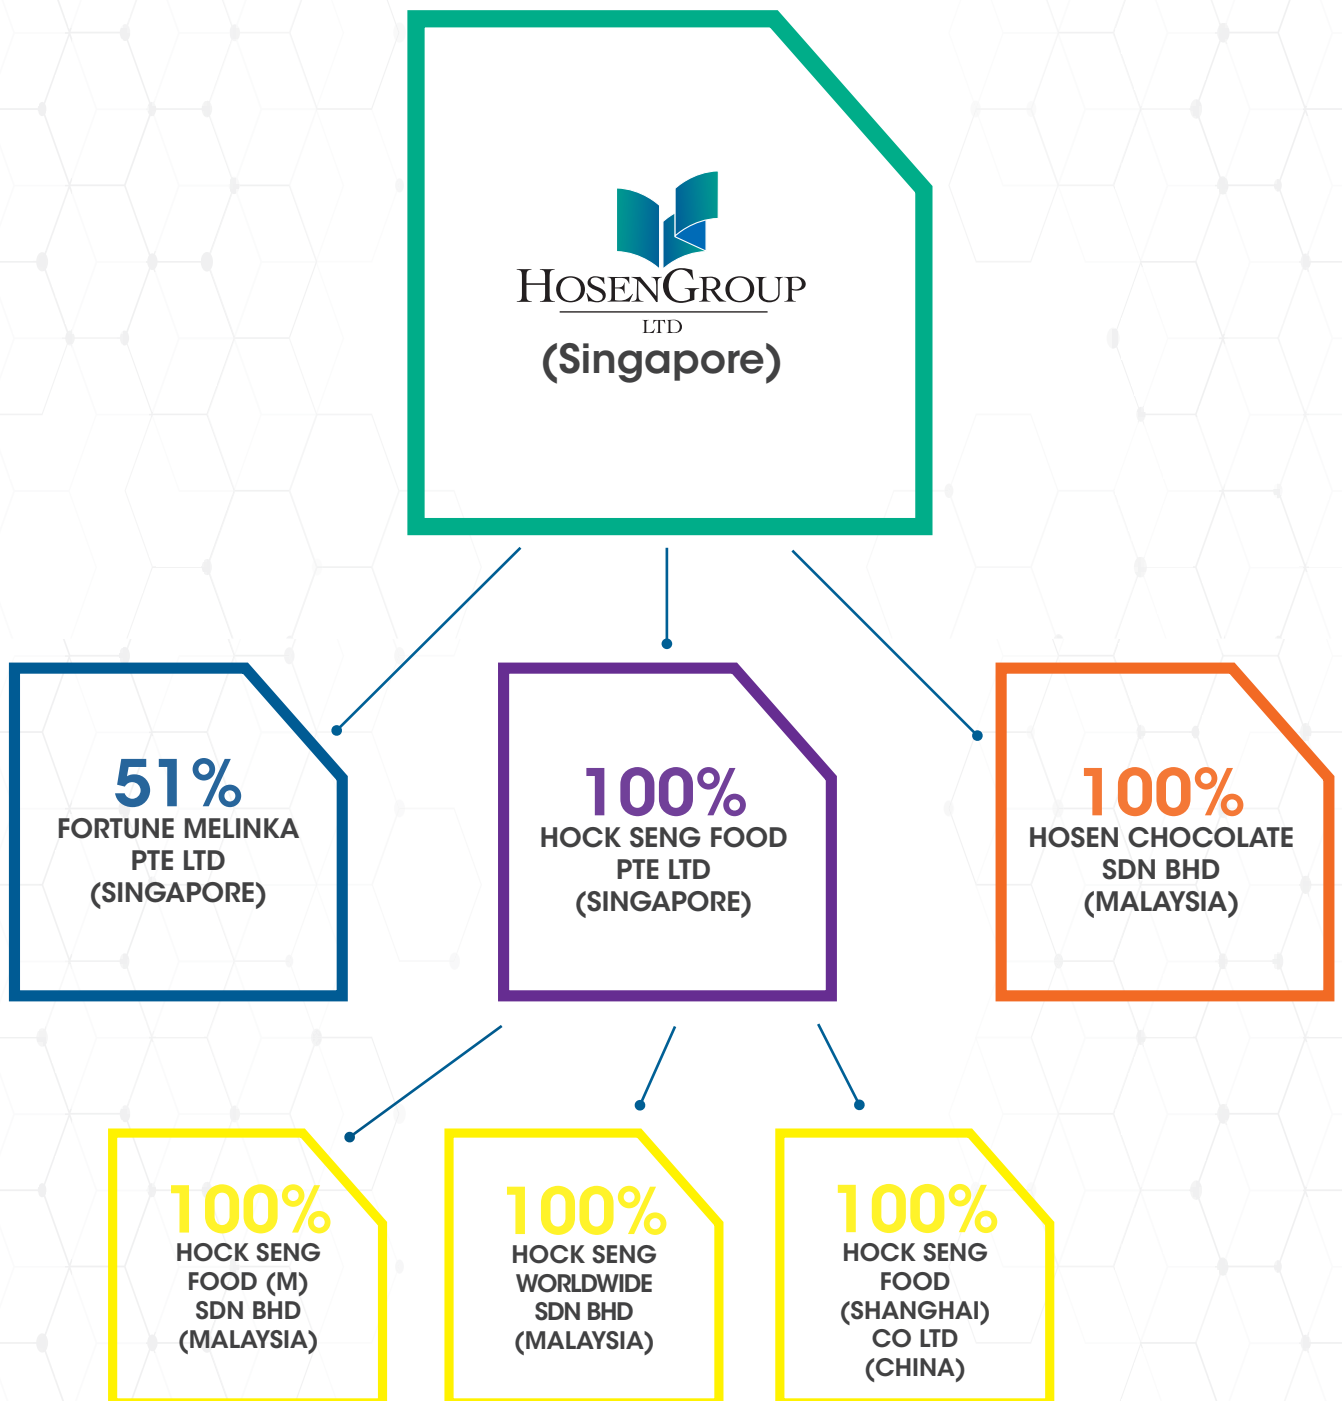 HOSENGROUP
LTD
(Singapore)
51%
FORTUNE MELINKA
PTE LTD
(SINGAPORE)
100%
HOCK SENG FOOD
PTE LTD
(SINGAPORE)
100%
HOSEN CHOCOLATE
SDN BHD
(MALAYSIA)
100%
HOCK SENG
FOOD (M)
SDN BHD
(MALAYSIA)
100%
HOCK SENG
WORLDWIDE
SDN BHD
(MALAYSIA)
100%
HOCK SENG
FOOD
(SHANGHAI)
CO LTD
(CHINA)